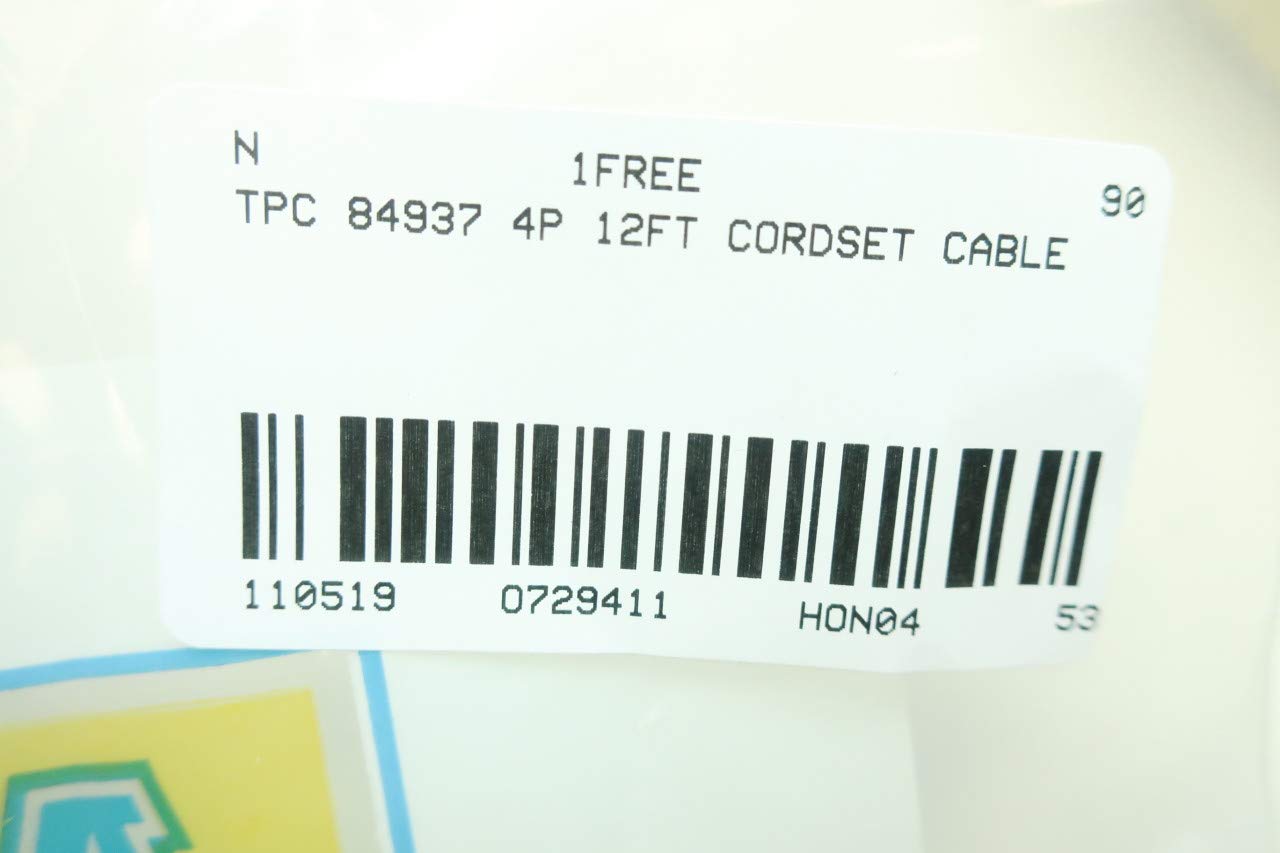 N 1FREE 90
TPC 84937 4P 12FT CORDSET CABLE
110519 0729411 HON04 53